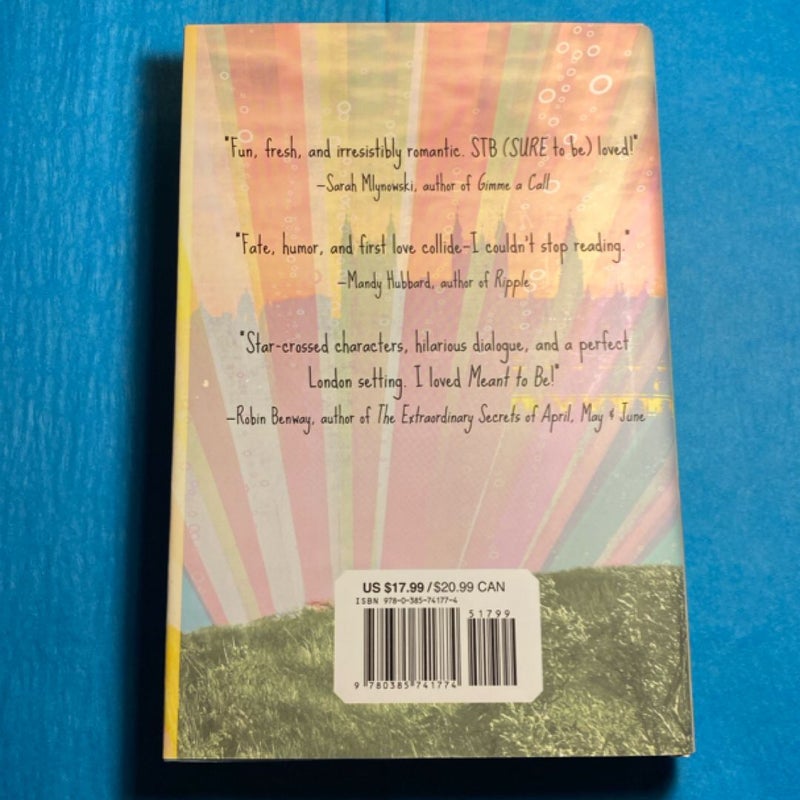 "Fun, fresh, and irresistibly romantic. STB (SURE to be) loved!"
—Sarah Mlynowski, author of Gimme a Call
"Fate, humor, and first love collide—I couldn't stop reading."
—Mandy Hubbard, author of Ripple
"Star-crossed characters, hilarious dialogue, and a perfect
London setting. I loved Meant to Be!"
—Robin Benway, author of The Extraordinary Secrets of April, May & June
US $17.99 / $20.99 CAN
ISBN 978-0-385-74177-4
51799
9 780385 741774